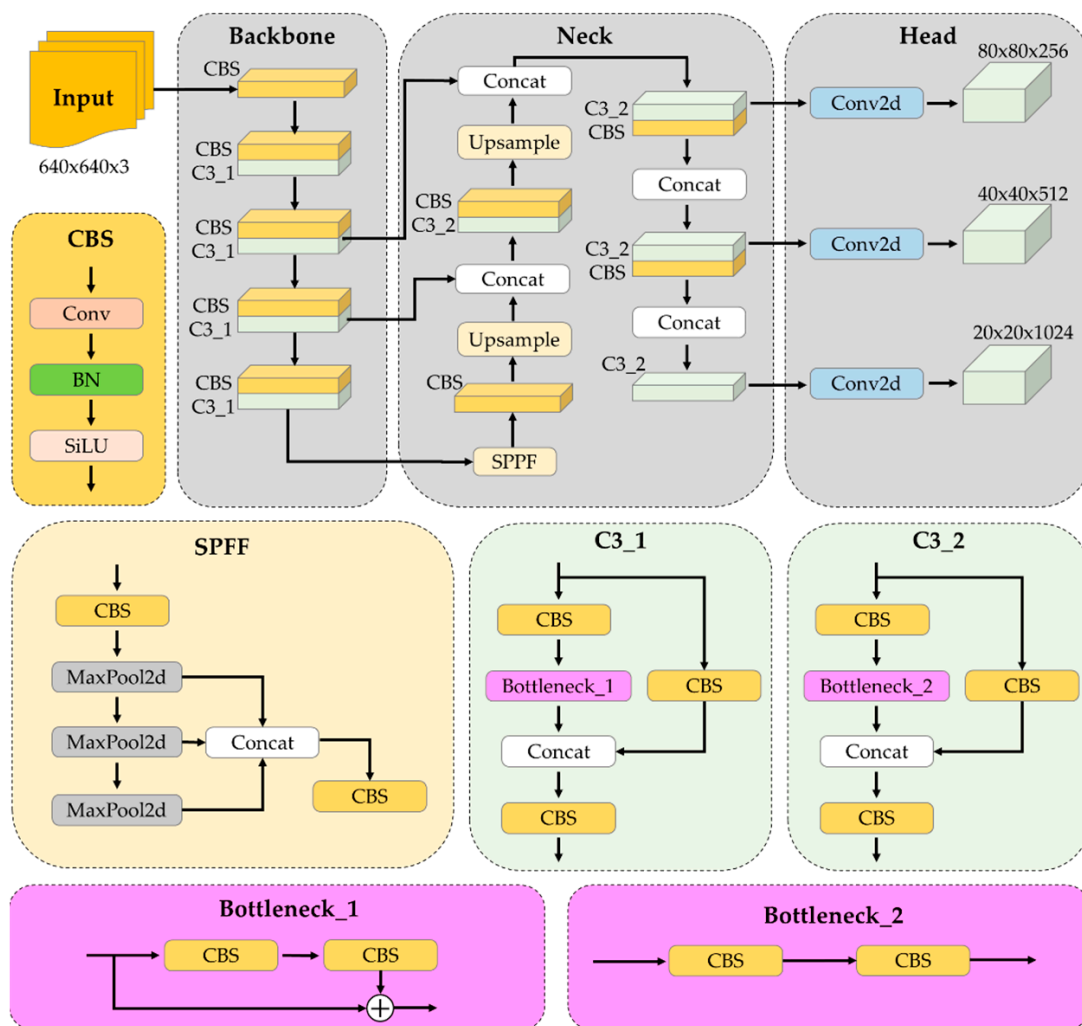 Backbone
Neck
Head
Input
640x640x3
CBS
CBS
C3_1
CBS
C3_1
CBS
C3_1
CBS
C3_1
Concat
Upsample
CBS
C3_2
Concat
Upsample
CBS
SPPF
C3_2
CBS
Concat
C3_2
CBS
Concat
C3_2
80x80x256
Conv2d
40x40x512
Conv2d
20x20x1024
Conv2d
CBS
Conv
BN
SiLU
SPFF
CBS
MaxPool2d
MaxPool2d
MaxPool2d
Concat
CBS
C3_1
CBS
Bottleneck_1
CBS
Concat
CBS
C3_2
CBS
Bottleneck_2
CBS
Concat
CBS
Bottleneck_1
CBS
CBS
+
Bottleneck_2
CBS
CBS